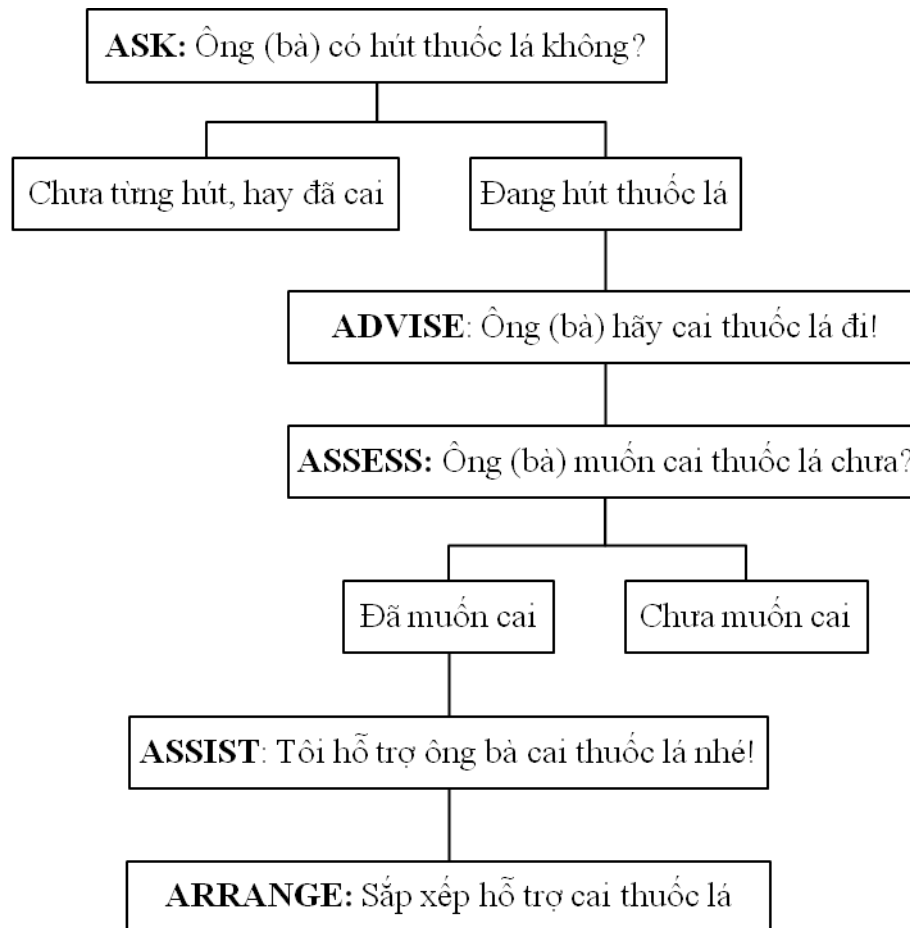 ASK: Ông (bà) có hút thuốc lá không?
Chưa từng hút, hay đã cai
Đang hút thuốc lá
ADVISE: Ông (bà) hãy cai thuốc lá đi!
ASSESS: Ông (bà) muốn cai thuốc lá chưa?
Đã muốn cai
Chưa muốn cai
ASSIST: Tôi hỗ trợ ông bà cai thuốc lá nhé!
ARRANGE: Sắp xếp hỗ trợ cai thuốc lá